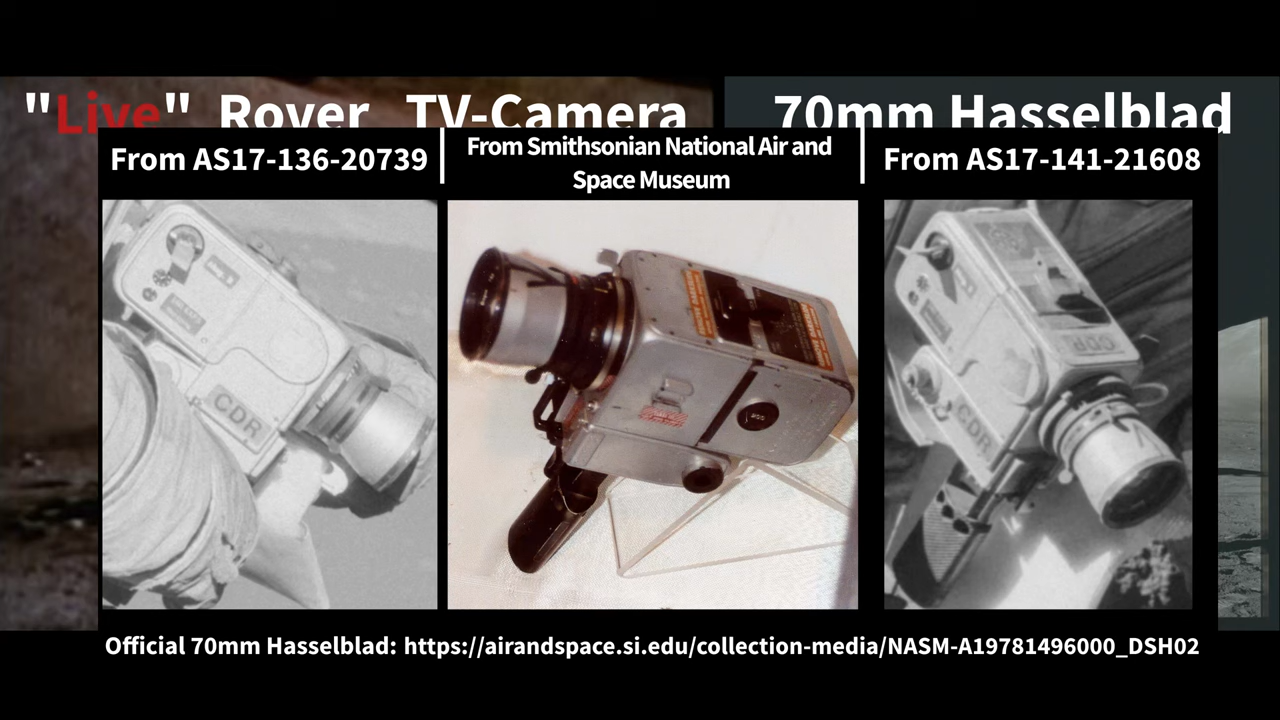 "Live" Rover TV-Camera
70mm Hasselblad
From AS17-136-20739
From Smithsonian National Air and
Space Museum
From AS17-141-21608
CDR
CDR
CDR
Official 70mm Hasselblad: https://airandspace.si.edu/collection-media/NASM-A19781496000_DSH02